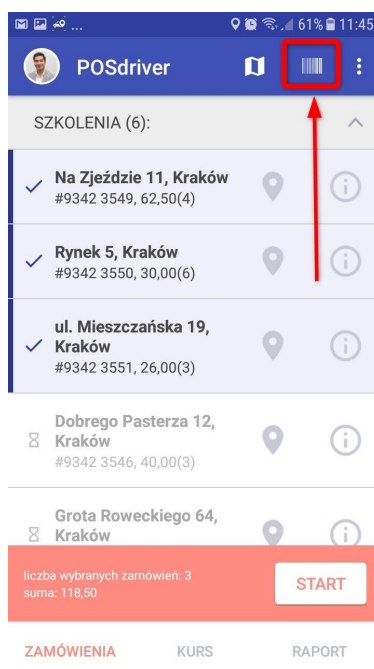 ... 61% 11:45
POSdriver
SZKOLENIA (6):
Na Zjeździe 11, Kraków
#9342 3549, 62,50(4)
Rynek 5, Kraków
#9342 3550, 30,00(6)
ul. Mieszczańska 19,
Kraków
#9342 3551, 26,00(3)
Dobrego Pasterza 12,
Kraków
#9342 3546, 40,00(3)
Grota Roweckiego 64,
Kraków
liczba wybranych zamówień: 3
suma: 118,50
START
ZAMÓWIENIA KURS RAPORT